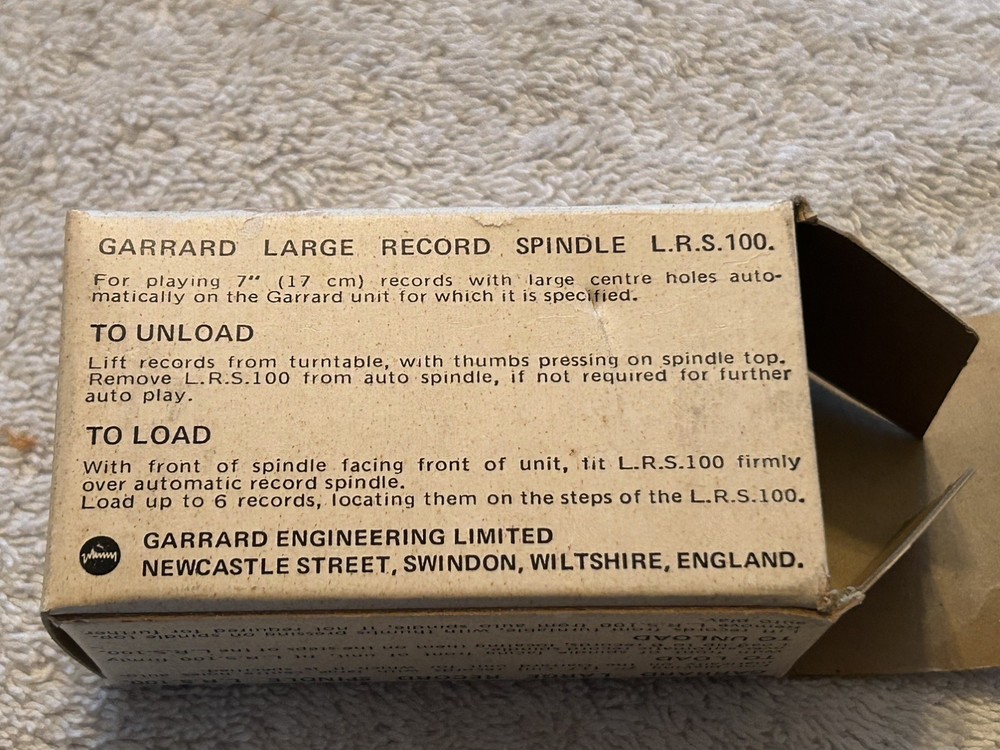 GARRARD LARGE RECORD SPINDLE L.R.S.100.
For playing 7" (17 cm) records with large centre holes auto-
matically on the Garrard unit for which it is specified.
TO UNLOAD
Lift records from turntable, with thumbs pressing on spindle top.
Remove L.R.S.100 from auto spindle, if not required for further
auto play.
TO LOAD
With front of spindle facing front of unit, fit L.R.S.100 firmly
over automatic record spindle.
Load up to 6 records, locating them on the steps of the L.R.S.100.
GARRARD ENGINEERING LIMITED
NEWCASTLE STREET, SWINDON, WILTSHIRE, ENGLAND.